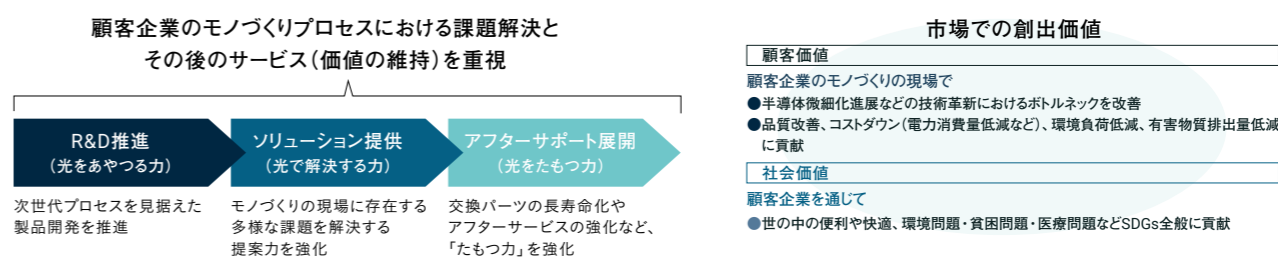 顧客企業のモノづくりプロセスにおける課題解決と
その後のサービス（価値の維持）を重視
R&D推進
（光をあやつる力）
次世代プロセスを見据えた
製品開発を推進
ソリューション提供
（光で解決する力）
モノづくりの現場に存在する
多様な課題を解決する
提案力を強化
アフターサポート展開
（光をたもつ力）
交換パーツの長寿命化や
アフターサービスの強化など、
「たもつ力」を強化
市場での創出価値
顧客価値
顧客企業のモノづくりの現場で
●半導体微細化進展などの技術革新におけるボトルネックを改善
●品質改善、コストダウン（電力消費量低減など）、環境負荷低減、有害物質排出量低減
に貢献
社会価値
顧客企業を通じて
●世の中の便利や快適、環境問題・貧困問題・医療問題などSDGs全般に貢献